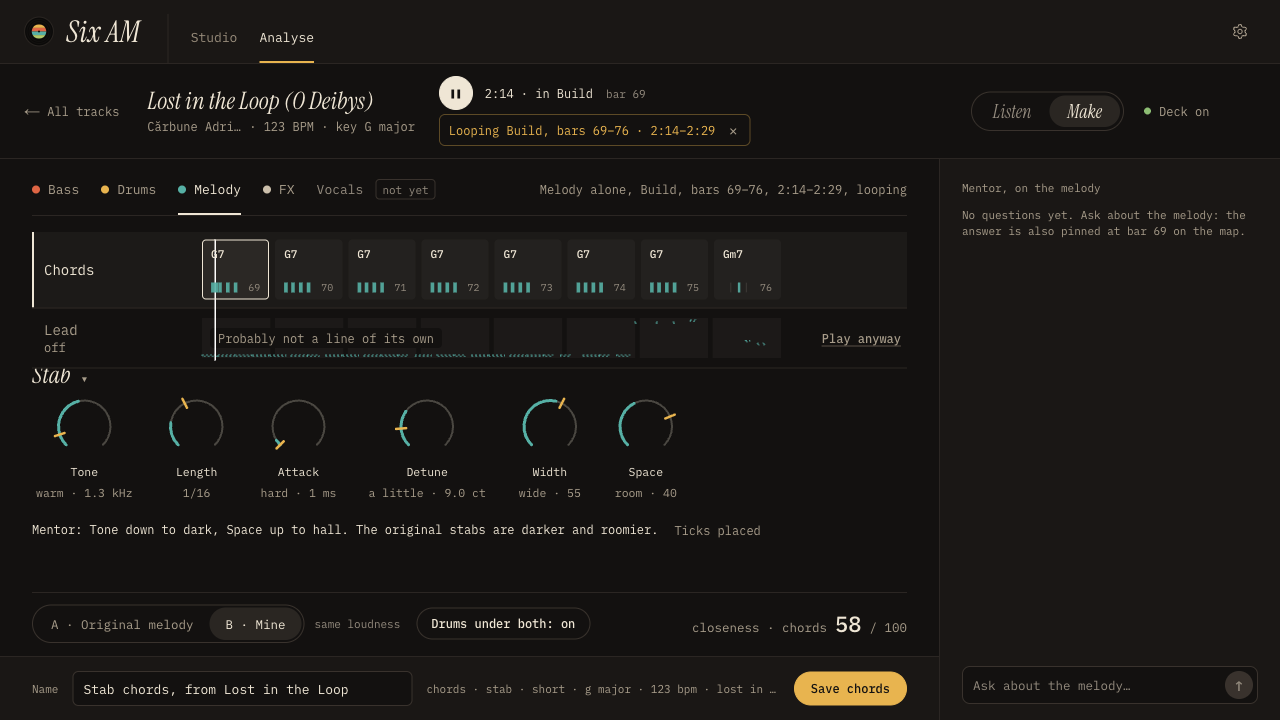 Six AM
Studio
Analyse
← All tracks
Lost in the Loop (O Deibys)
Cărbune Adri… · 123 BPM · key G major
2:14 · in Build bar 69
Looping Build, bars 69–76 · 2:14–2:29 ×
Listen
Make
Deck on
Bass
Drums
Melody
FX
Vocals
not yet
Melody alone, Build, bars 69–76, 2:14–2:29, looping
Chords
G7 69
G7 70
G7 71
G7 72
G7 73
G7 74
G7 75
Gm7 76
Lead
off
Probably not a line of its own
Play anyway
Stab ▾
Tone
warm · 1.3 kHz
Length
1/16
Attack
hard · 1 ms
Detune
a little · 9.0 ct
Width
wide · 55
Space
room · 40
Mentor: Tone down to dark, Space up to hall. The original stabs are darker and roomier.
Ticks placed
A · Original melody
B · Mine
same loudness
Drums under both: on
closeness · chords 58 / 100
Name
Stab chords, from Lost in the Loop
chords · stab · short · g major · 123 bpm · lost in …
Save chords
Mentor, on the melody
No questions yet. Ask about the melody: the
answer is also pinned at bar 69 on the map.
Ask about the melody…
↑